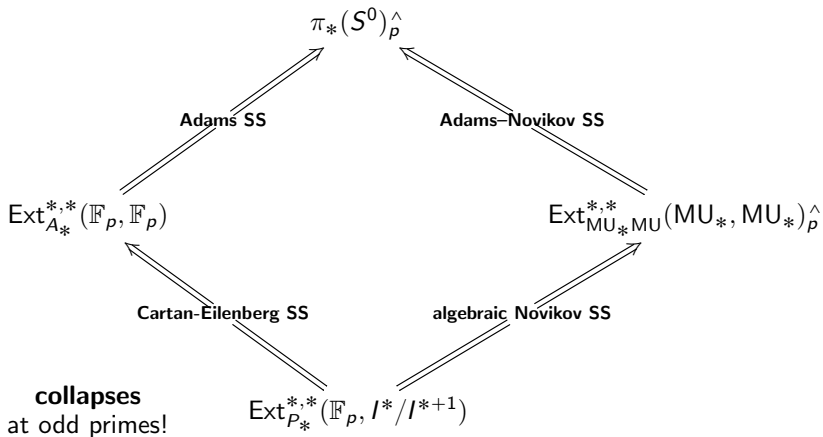 π_*(S^0)^∧_p
Adams SS
Adams–Novikov SS
Ext^{*,*}_{A_*}(𝔽_p, 𝔽_p)
Ext^{*,*}_{MU_*MU}(MU_*, MU_*)^∧_p
Cartan-Eilenberg SS
algebraic Novikov SS
collapses
at odd primes!
Ext^{*,*}_{P_*}(𝔽_p, I^*/I^{*+1})